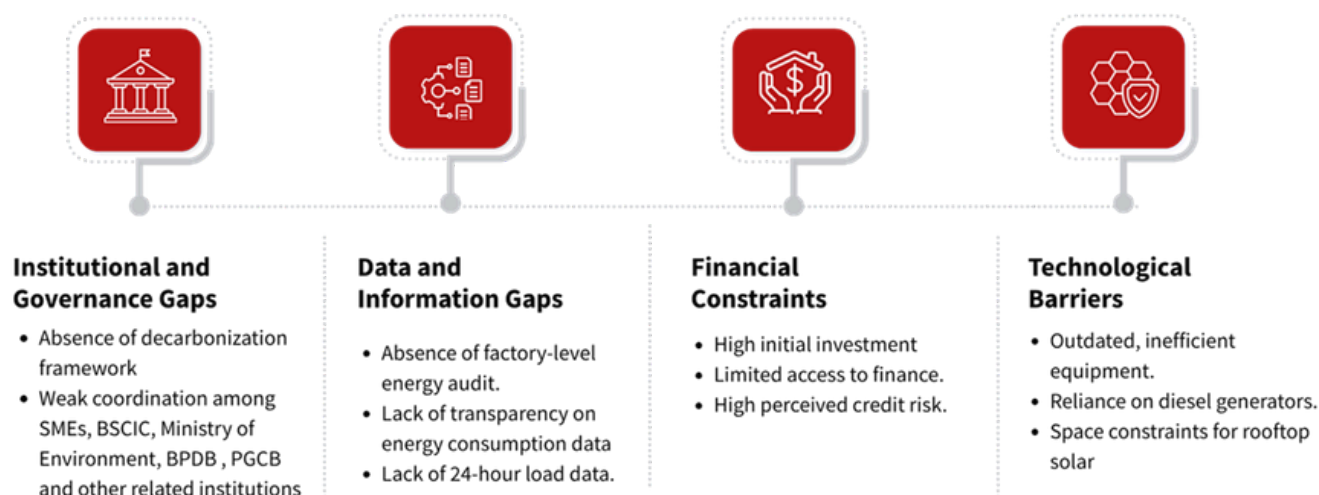 Institutional and
Governance Gaps
• Absence of decarbonization
framework
• Weak coordination among
SMEs, BSCIC, Ministry of
Environment, BPDB , PGCB
and other related institutions
Data and
Information Gaps
• Absence of factory-level
energy audit.
• Lack of transparency on
energy consumption data
• Lack of 24-hour load data.
Financial
Constraints
• High initial investment
• Limited access to finance.
• High perceived credit risk.
Technological
Barriers
• Outdated, inefficient
equipment.
• Reliance on diesel generators.
• Space constraints for rooftop
solar